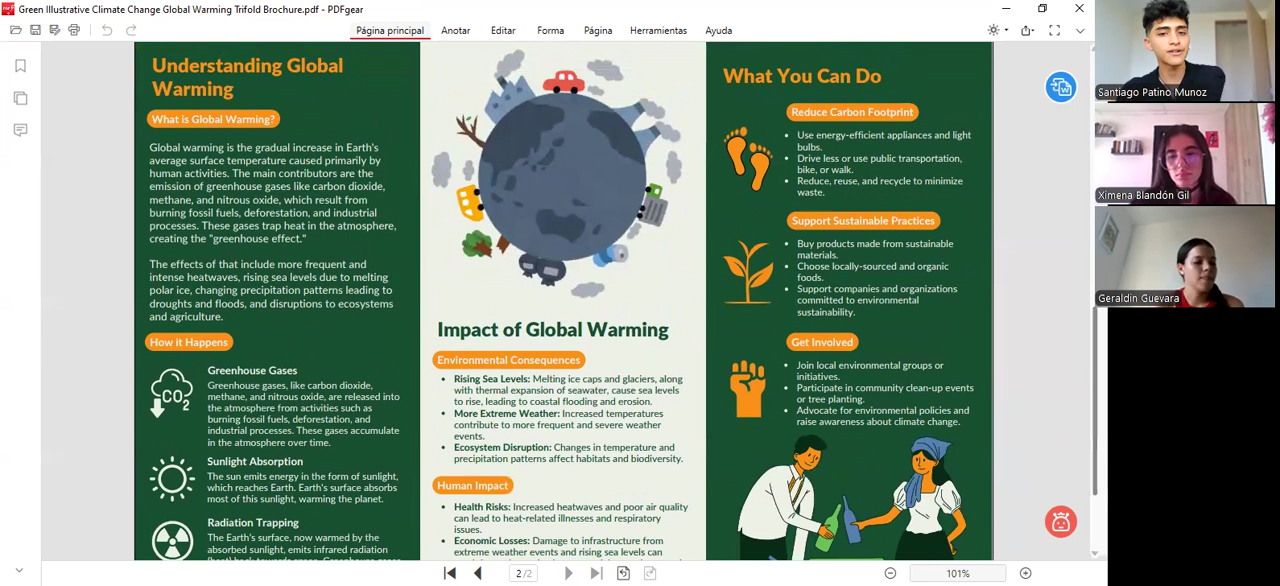 Green Illustrative Climate Change Global Warming Trifold Brochure.pdf - PDFgear
Página principal
Anotar
Editar
Forma
Página
Herramientas
Ayuda
Understanding Global
Warming
What is Global Warming?
Global warming is the gradual increase in Earth's
average surface temperature caused primarily by
human activities. The main contributors are the
emission of greenhouse gases like carbon dioxide,
methane, and nitrous oxide, which result from
burning fossil fuels, deforestation, and industrial
processes. These gases trap heat in the atmosphere,
creating the "greenhouse effect."
The effects of that include more frequent and
intense heatwaves, rising sea levels due to melting
polar ice, changing precipitation patterns leading to
droughts and floods, and disruptions to ecosystems
and agriculture.
How it Happens
CO2
Greenhouse Gases
Greenhouse gases, like carbon dioxide,
methane, and nitrous oxide, are released into
the atmosphere from activities such as
burning fossil fuels, deforestation, and
industrial processes. These gases accumulate
in the atmosphere over time.
Sunlight Absorption
The sun emits energy in the form of sunlight,
which reaches Earth. Earth's surface absorbs
most of this sunlight, warming the planet.
Radiation Trapping
The Earth's surface, now warmed by the
absorbed sunlight, emits infrared radiation
Impact of Global Warming
Environmental Consequences
• Rising Sea Levels: Melting ice caps and glaciers, along
with thermal expansion of seawater, cause sea levels
to rise, leading to coastal flooding and erosion.
• More Extreme Weather: Increased temperatures
contribute to more frequent and severe weather
events.
• Ecosystem Disruption: Changes in temperature and
precipitation patterns affect habitats and biodiversity.
Human Impact
• Health Risks: Increased heatwaves and poor air quality
can lead to heat-related illnesses and respiratory
issues.
• Economic Losses: Damage to infrastructure from
extreme weather events and rising sea levels can
What You Can Do
Reduce Carbon Footprint
• Use energy-efficient appliances and light
bulbs.
• Drive less or use public transportation,
bike, or walk.
• Reduce, reuse, and recycle to minimize
waste.
Support Sustainable Practices
• Buy products made from sustainable
materials.
• Choose locally-sourced and organic
foods.
• Support companies and organizations
committed to environmental
sustainability.
Get Involved
• Join local environmental groups or
initiatives.
• Participate in community clean-up events
or tree planting.
• Advocate for environmental policies and
raise awareness about climate change.
2/2
101%
Santiago Patino Munoz
Ximena Blandón Gil
Geraldin Guevara